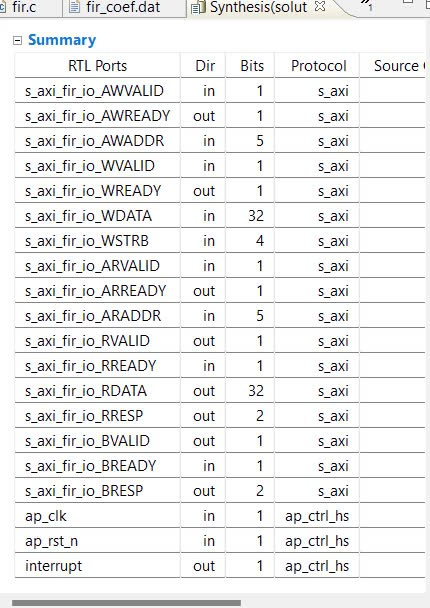 fir.c fir_coef.dat Synthesis(solut 1
Summary
RTL Ports Dir Bits Protocol Source
s_axi_fir_io_AWVALID in 1 s_axi
s_axi_fir_io_AWREADY out 1 s_axi
s_axi_fir_io_AWADDR in 5 s_axi
s_axi_fir_io_WVALID in 1 s_axi
s_axi_fir_io_WREADY out 1 s_axi
s_axi_fir_io_WDATA in 32 s_axi
s_axi_fir_io_WSTRB in 4 s_axi
s_axi_fir_io_ARVALID in 1 s_axi
s_axi_fir_io_ARREADY out 1 s_axi
s_axi_fir_io_ARADDR in 5 s_axi
s_axi_fir_io_RVALID out 1 s_axi
s_axi_fir_io_RREADY in 1 s_axi
s_axi_fir_io_RDATA out 32 s_axi
s_axi_fir_io_RRESP out 2 s_axi
s_axi_fir_io_BVALID out 1 s_axi
s_axi_fir_io_BREADY in 1 s_axi
s_axi_fir_io_BRESP out 2 s_axi
ap_clk in 1 ap_ctrl_hs
ap_rst_n in 1 ap_ctrl_hs
interrupt out 1 ap_ctrl_hs